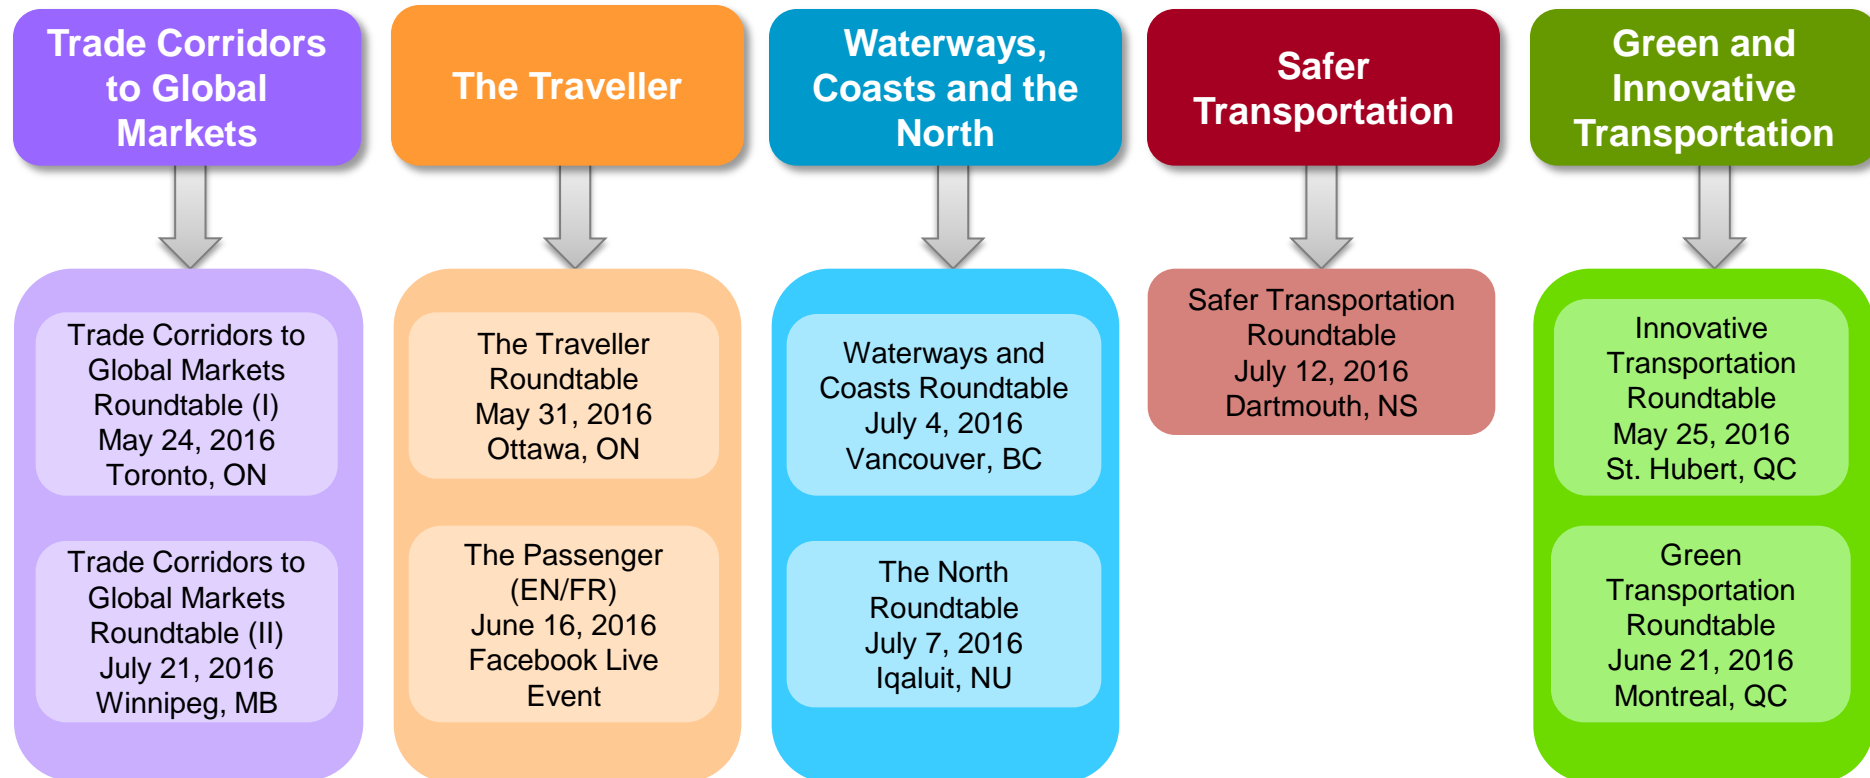 Trade Corridors
to Global
Markets
The Traveller
Waterways,
Coasts and the
North
Safer
Transportation
Green and
Innovative
Transportation
Trade Corridors to
Global Markets
Roundtable (I)
May 24, 2016
Toronto, ON
Trade Corridors to
Global Markets
Roundtable (II)
July 21, 2016
Winnipeg, MB
The Traveller
Roundtable
May 31, 2016
Ottawa, ON
The Passenger
(EN/FR)
June 16, 2016
Facebook Live
Event
Waterways and
Coasts Roundtable
July 4, 2016
Vancouver, BC
The North
Roundtable
July 7, 2016
Iqaluit, NU
Safer Transportation
Roundtable
July 12, 2016
Dartmouth, NS
Innovative
Transportation
Roundtable
May 25, 2016
St. Hubert, QC
Green
Transportation
Roundtable
June 21, 2016
Montreal, QC